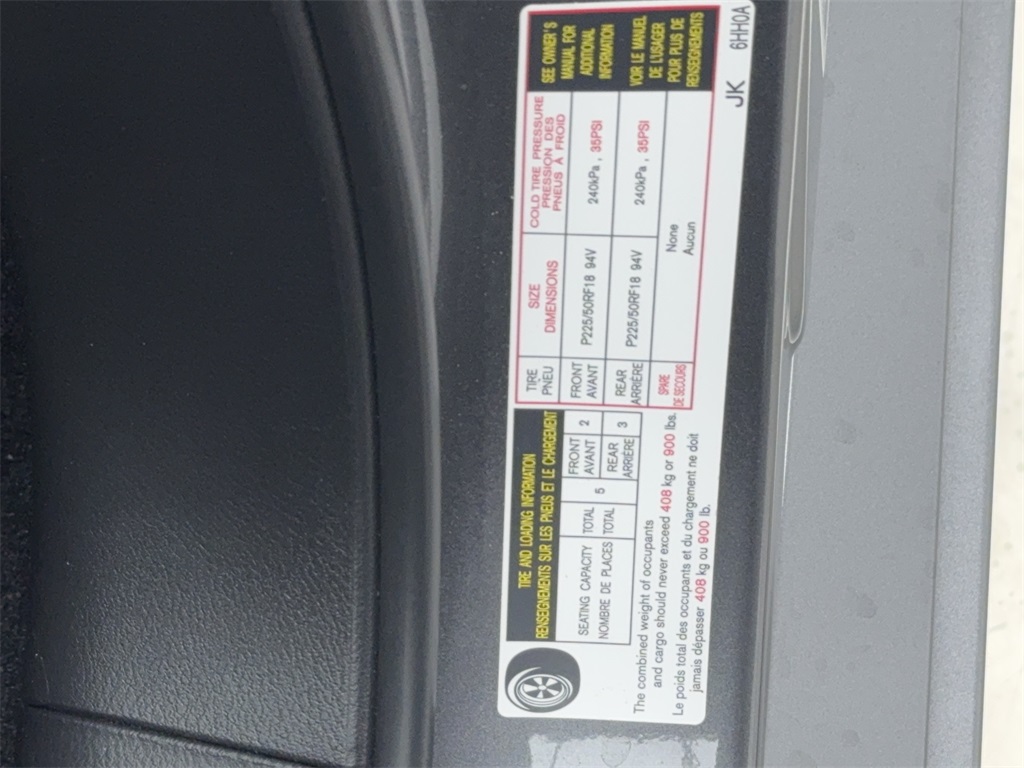 TIRE AND LOADING INFORMATION
RENSEIGNEMENTS SUR LES PNEUS ET LE CHARGEMENT
SEATING CAPACITY TOTAL 5 FRONT 2
AVANT
NOMBRE DE PLACES TOTAL REAR 3
ARRIÈRE
The combined weight of occupants
and cargo should never exceed 408 kg or 900 lbs.
Le poids total des occupants et du chargement ne doit
jamais dépasser 408 kg ou 900 lb.
TIRE SIZE COLD TIRE PRESSURE
PNEU DIMENSIONS PRESSION DES
PNEUS À FROID
FRONT P225/50RF18 94V 240kPa , 35PSI
AVANT
REAR P225/50RF18 94V 240kPa , 35PSI
ARRIÈRE
SPARE None
DE SECOURS Aucun
SEE OWNER'S
MANUAL FOR
ADDITIONAL
INFORMATION
VOIR LE MANUEL
DE L'USAGER
POUR PLUS DE
RENSEIGNEMENTS
JK 6HH0A